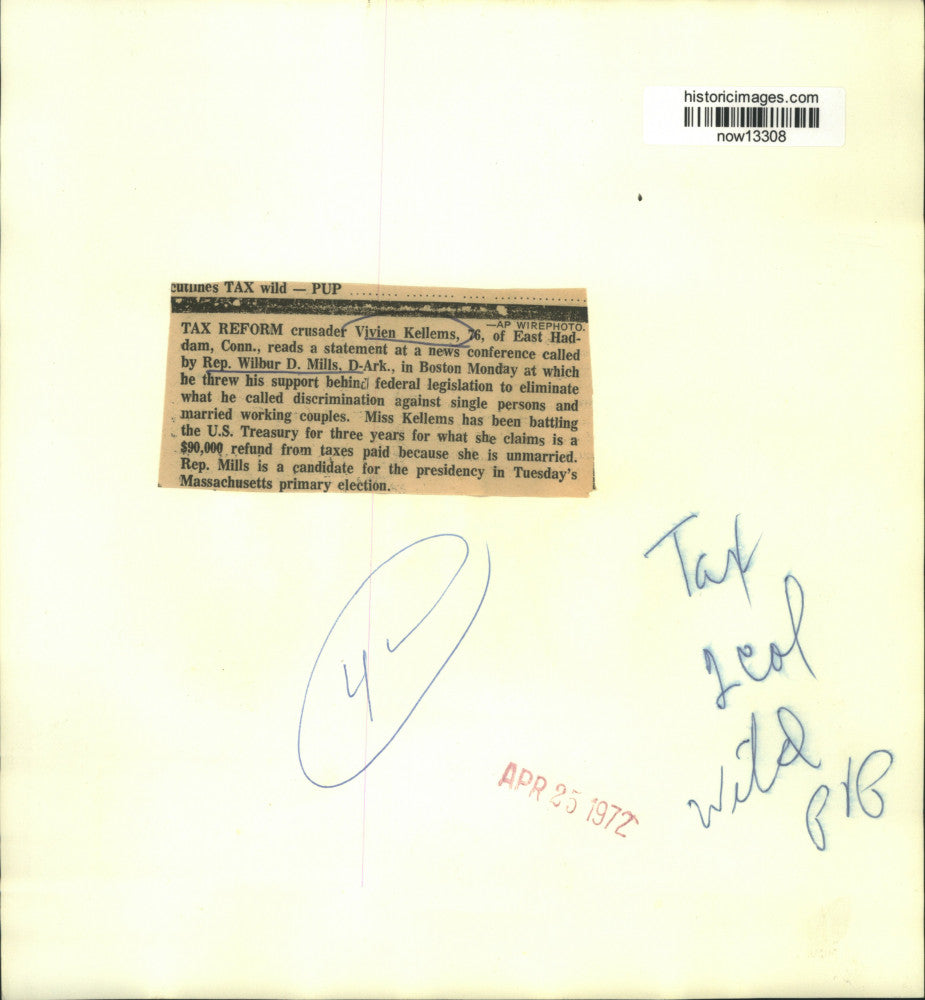 historicimages.com
now13308
cutlines TAX wild — PUP
—AP WIREPHOTO.
TAX REFORM crusader Vivien Kellems, 76, of East Had-
dam, Conn., reads a statement at a news conference called
by Rep. Wilbur D. Mills, D-Ark., in Boston Monday at which
he threw his support behind federal legislation to eliminate
what he called discrimination against single persons and
married working couples. Miss Kellems has been battling
the U.S. Treasury for three years for what she claims is a
$90,000 refund from taxes paid because she is unmarried.
Rep. Mills is a candidate for the presidency in Tuesday's
Massachusetts primary election.
Tax
2 col
4
wild
APR 25 1972